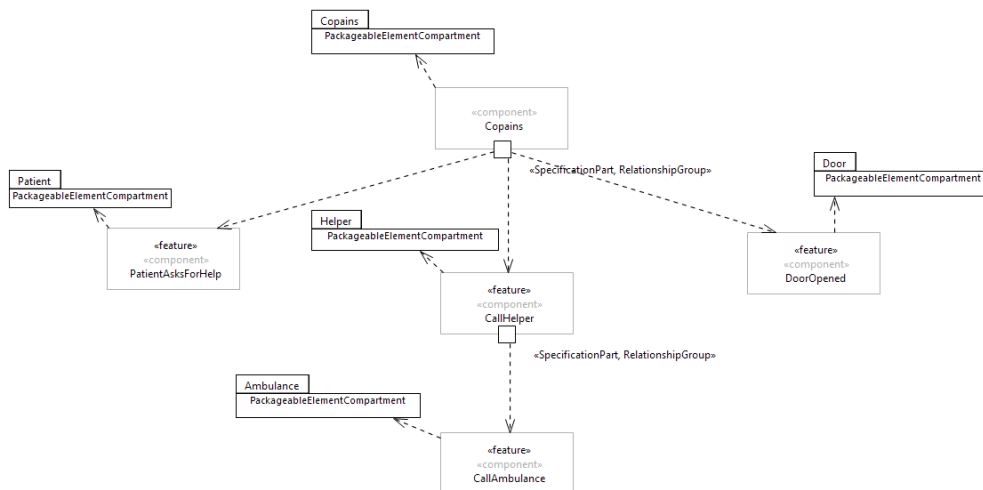 Copains
PackageableElementCompartment
«component»
Copains
«SpecificationPart, RelationshipGroup»
Door
PackageableElementCompartment
Patient
PackageableElementCompartment
Helper
PackageableElementCompartment
«feature»
«component»
PatientAsksForHelp
«feature»
«component»
DoorOpened
«feature»
«component»
CallHelper
«SpecificationPart, RelationshipGroup»
Ambulance
PackageableElementCompartment
«feature»
«component»
CallAmbulance